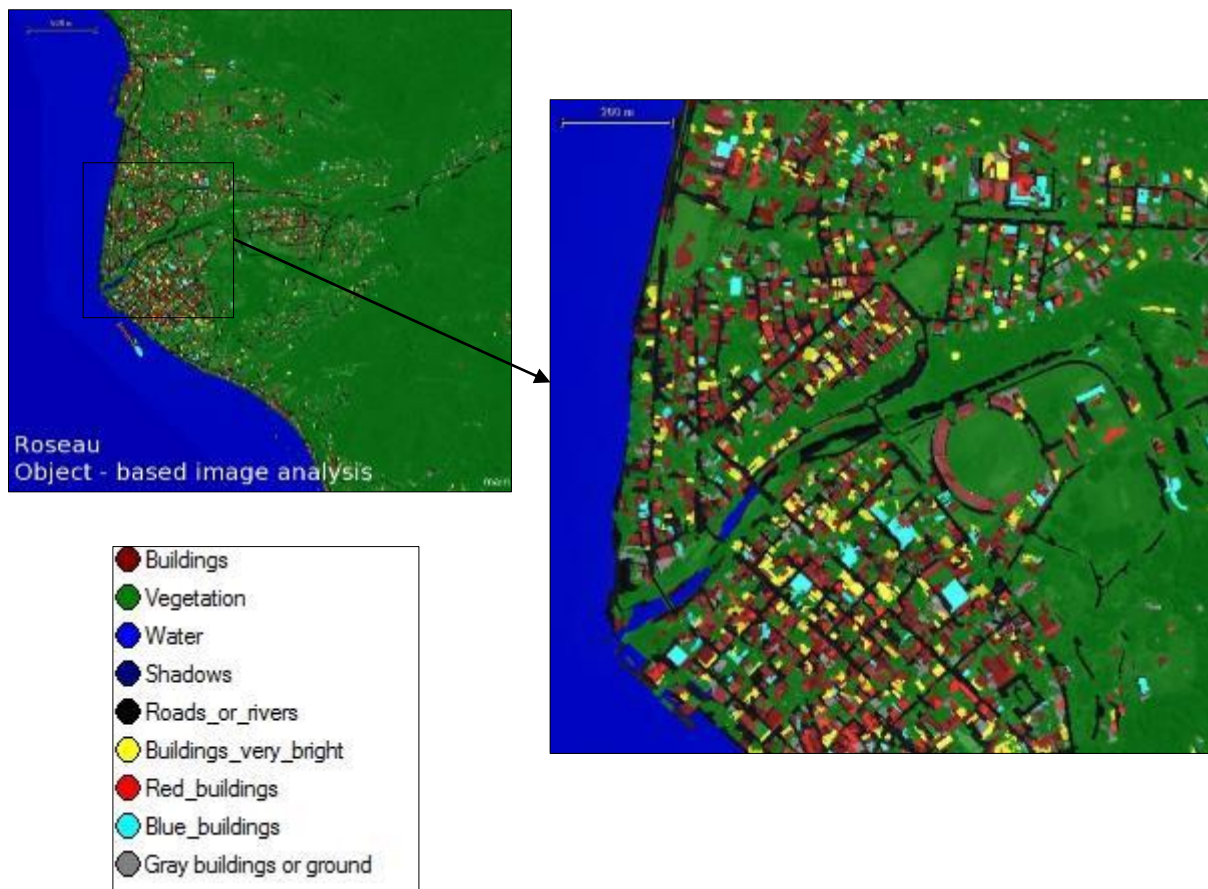 Roseau
Object - based image analysis
Buildings
Vegetation
Water
Shadows
Roads_or_rivers
Buildings_very_bright
Red_buildings
Blue_buildings
Gray buildings or ground